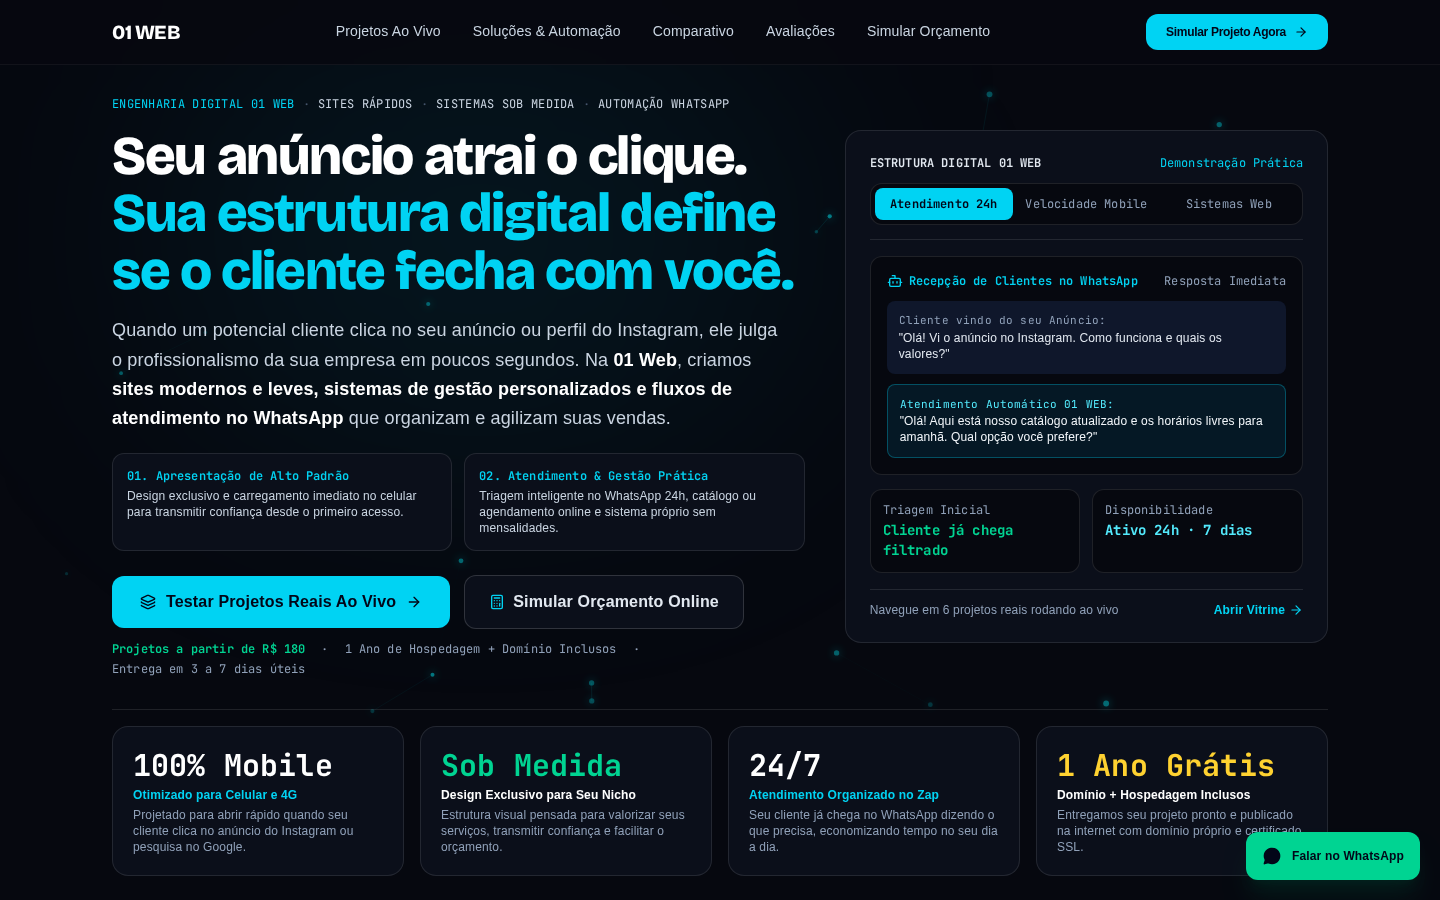 01 WEB
Projetos Ao Vivo
Soluções & Automação
Comparativo
Avaliações
Simular Orçamento
Simular Projeto Agora
ENGENHARIA DIGITAL 01 WEB · SITES RÁPIDOS · SISTEMAS SOB MEDIDA · AUTOMAÇÃO WHATSAPP
Seu anúncio atrai o clique.
Sua estrutura digital define
se o cliente fecha com você.
Quando um potencial cliente clica no seu anúncio ou perfil do Instagram, ele julga
o profissionalismo da sua empresa em poucos segundos. Na 01 Web, criamos
sites modernos e leves, sistemas de gestão personalizados e fluxos de
atendimento no WhatsApp que organizam e agilizam suas vendas.
01. Apresentação de Alto Padrão
Design exclusivo e carregamento imediato no celular
para transmitir confiança desde o primeiro acesso.
02. Atendimento & Gestão Prática
Triagem inteligente no WhatsApp 24h, catálogo ou
agendamento online e sistema próprio sem
mensalidades.
Testar Projetos Reais Ao Vivo
Simular Orçamento Online
Projetos a partir de R$ 180 · 1 Ano de Hospedagem + Domínio Inclusos ·
Entrega em 3 a 7 dias úteis
ESTRUTURA DIGITAL 01 WEB
Demonstração Prática
Atendimento 24h
Velocidade Mobile
Sistemas Web
Recepção de Clientes no WhatsApp
Resposta Imediata
Cliente vindo do seu Anúncio:
"Olá! Vi o anúncio no Instagram. Como funciona e quais os
valores?"
Atendimento Automático 01 WEB:
"Olá! Aqui está nosso catálogo atualizado e os horários livres para
amanhã. Qual opção você prefere?"
Triagem Inicial
Cliente já chega
filtrado
Disponibilidade
Ativo 24h · 7 dias
Navegue em 6 projetos reais rodando ao vivo
Abrir Vitrine
100% Mobile
Otimizado para Celular e 4G
Projetado para abrir rápido quando seu
cliente clica no anúncio do Instagram ou
pesquisa no Google.
Sob Medida
Design Exclusivo para Seu Nicho
Estrutura visual pensada para valorizar seus
serviços, transmitir confiança e facilitar o
orçamento.
24/7
Atendimento Organizado no Zap
Seu cliente já chega no WhatsApp dizendo o
que precisa, economizando tempo no seu dia
a dia.
1 Ano Grátis
Domínio + Hospedagem Inclusos
Entregamos seu projeto pronto e publicado
na internet com domínio próprio e certificado
SSL.
Falar no WhatsApp